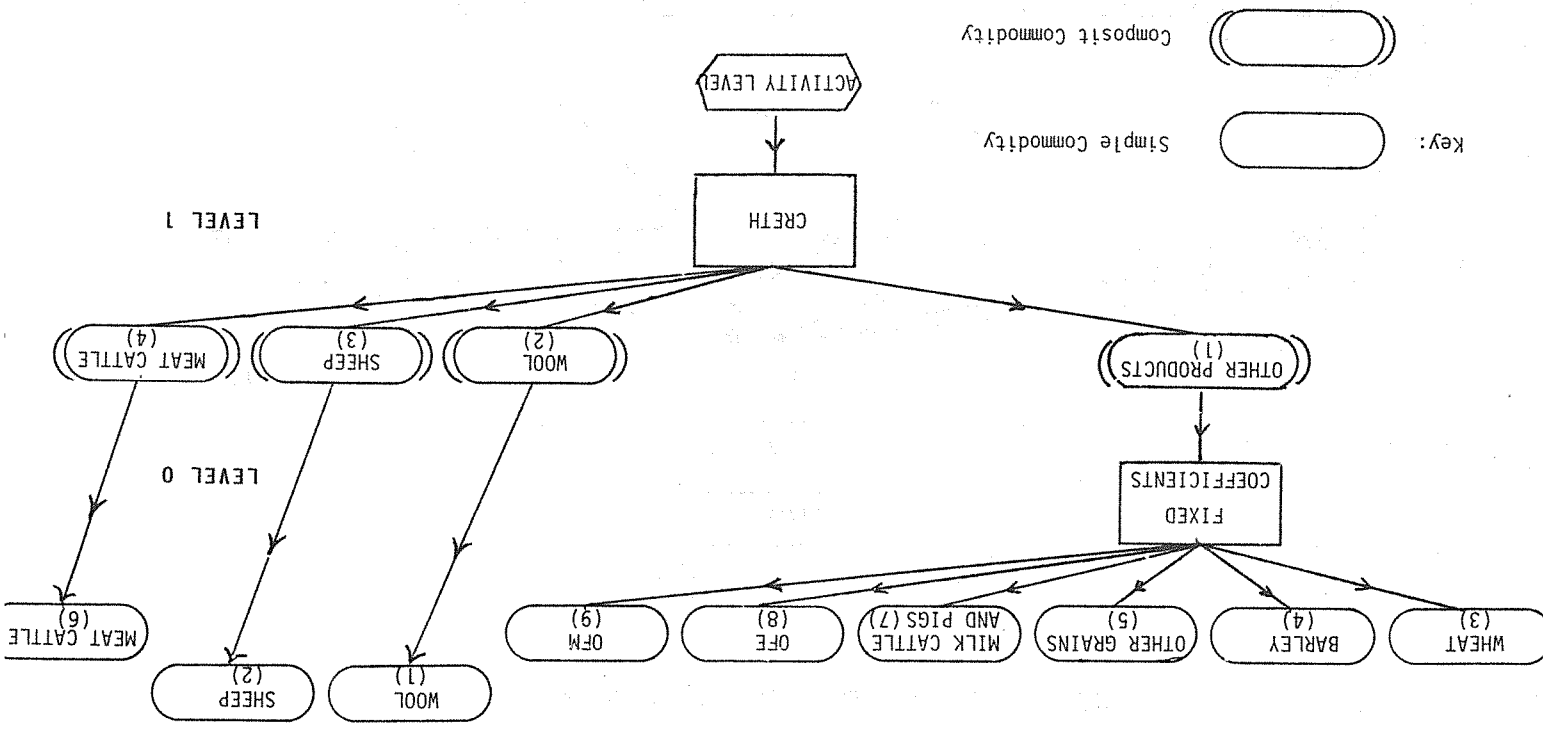 WOOL
(1)
SHEEP
(2)
WHEAT
(3)
BARLEY
(4)
OTHER GRAINS
(5)
MILK CATTLE
AND PIGS (7)
OFE
(8)
OFM
(9)
MEAT CATTLE
(6)
FIXED
COEFFICIENTS
LEVEL 0
OTHER PRODUCTS
(1)
WOOL
(2)
SHEEP
(3)
MEAT CATTLE
(4)
CRETH
LEVEL 1
ACTIVITY LEVEL
Key:
Simple Commodity
Composit Commodity